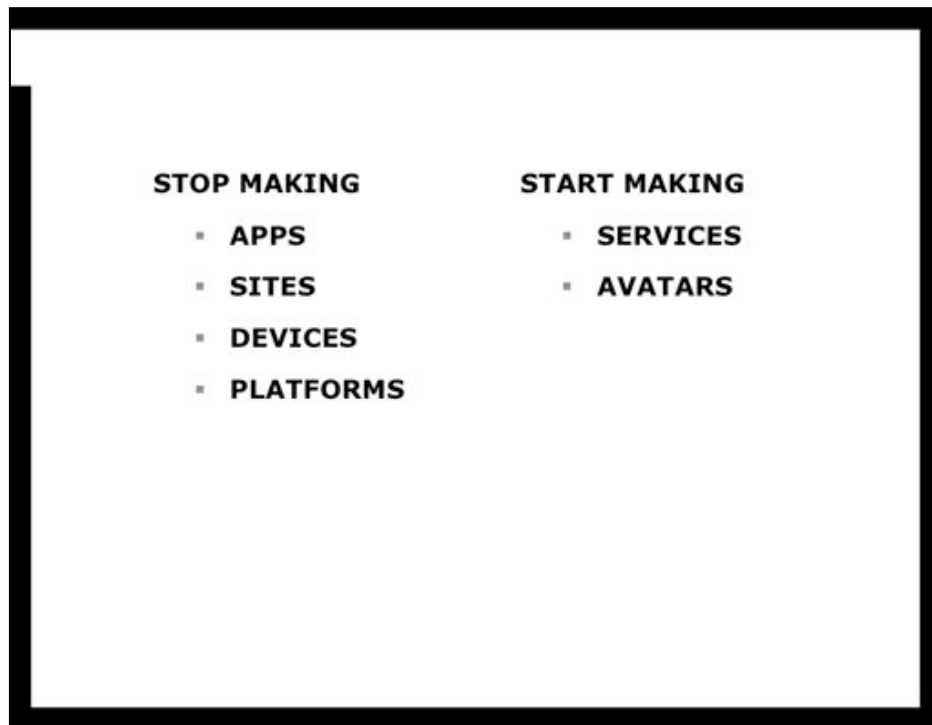 STOP MAKING
APPS
SITES
DEVICES
PLATFORMS
START MAKING
SERVICES
AVATARS